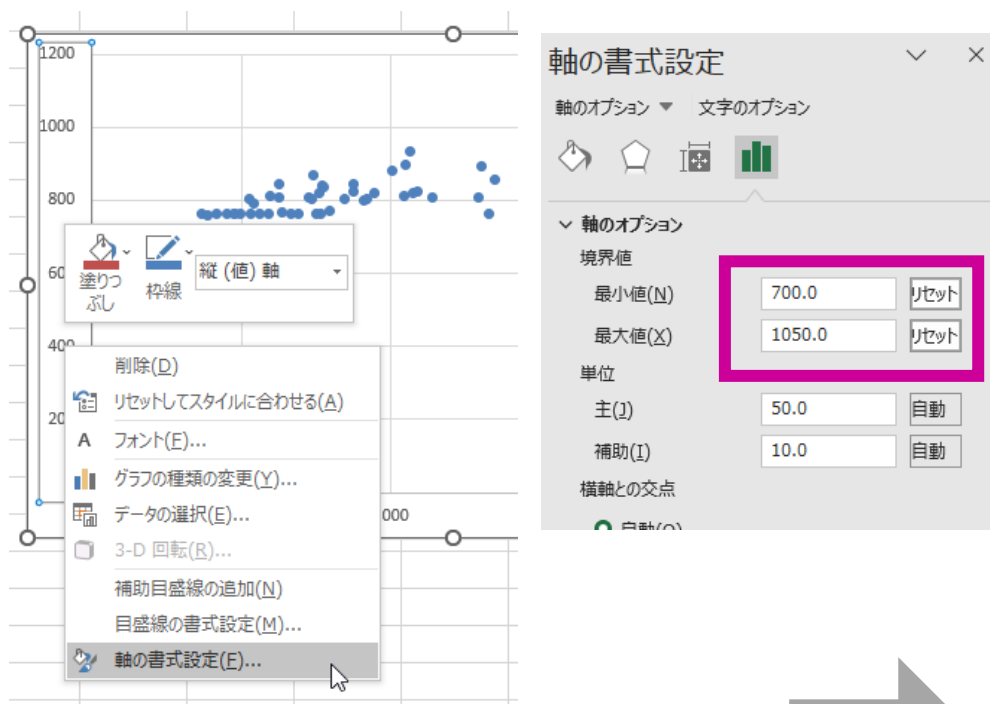 1200
1000
800
60
400
20
000
塗りつ
ぶし
枠線
縦 (値) 軸
削除(D)
リセットしてスタイルに合わせる(A)
A フォント(F)...
グラフの種類の変更(Y)...
データの選択(E)...
3-D 回転(R)...
補助目盛線の追加(N)
目盛線の書式設定(M)...
軸の書式設定(F)...
軸の書式設定
軸のオプション 文字のオプション
軸のオプション
境界値
最小値(N) 700.0 リセット
最大値(X) 1050.0 リセット
単位
主(J) 50.0 自動
補助(I) 10.0 自動
横軸との交点
自動(O)